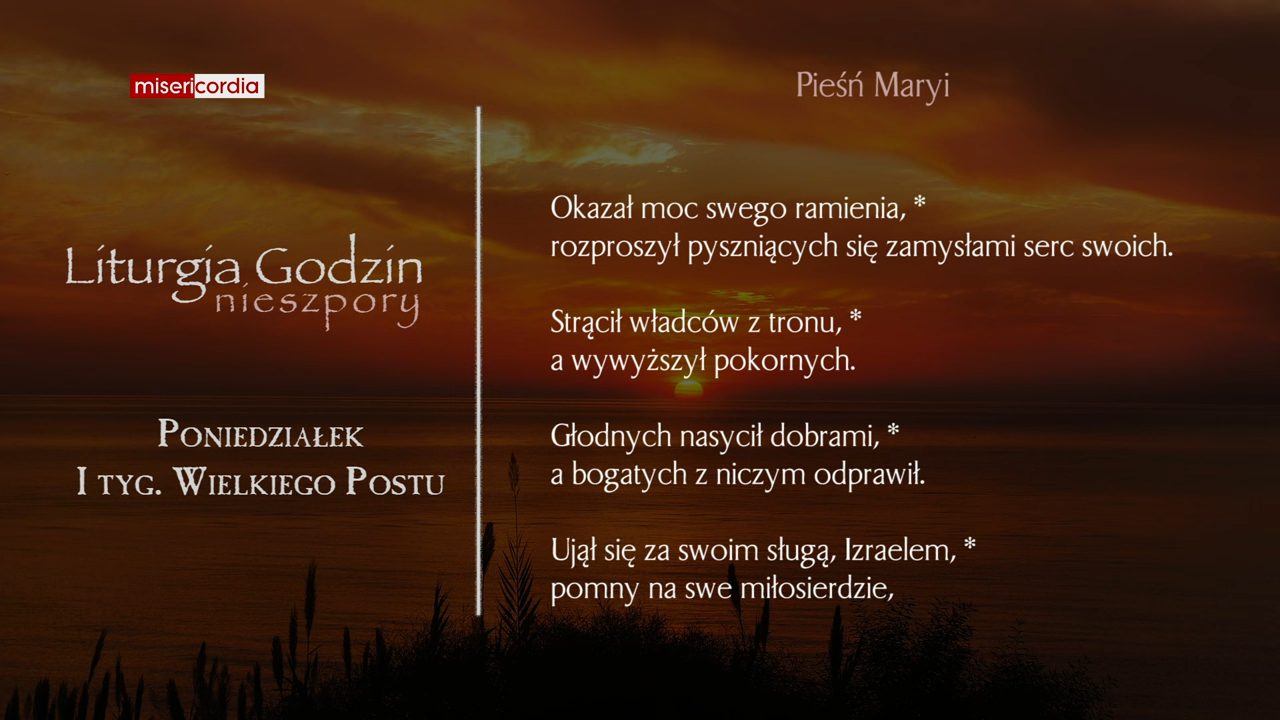 misericordia
Liturgia Godzin
nieszpory
Poniedziałek
I tyg. Wielkiego Postu
Pieśń Maryi
Okazał moc swego ramienia, *
rozproszył pyszniących się zamysłami serc swoich.
Strącił władców z tronu, *
a wywyższył pokornych.
Głodnych nasycił dobrami, *
a bogatych z niczym odprawił.
Ujął się za swoim sługą, Izraelem, *
pomny na swe miłosierdzie,